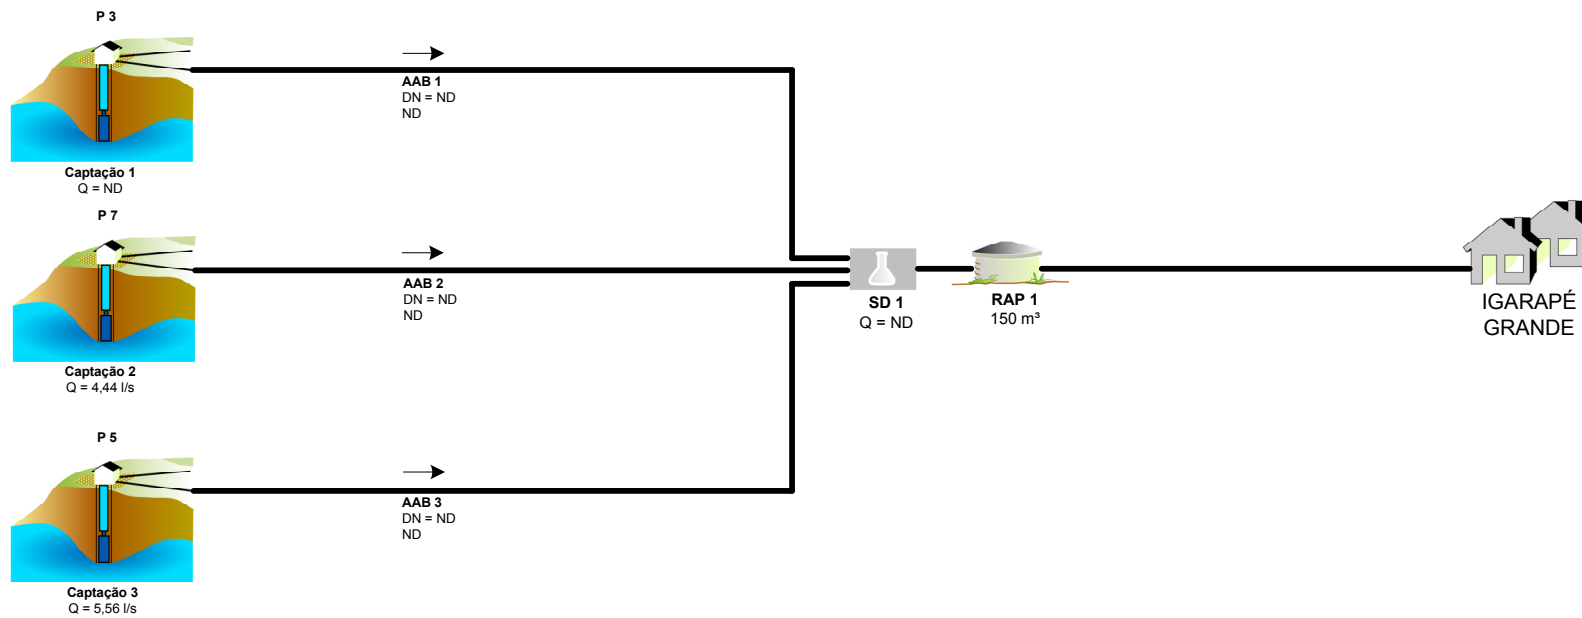 P 3
Captação 1
Q = ND
AAB 1
DN = ND
ND
P 7
Captação 2
Q = 4,44 l/s
AAB 2
DN = ND
ND
P 5
Captação 3
Q = 5,56 l/s
AAB 3
DN = ND
ND
SD 1
Q = ND
RAP 1
150 m³
IGARAPÉ
GRANDE